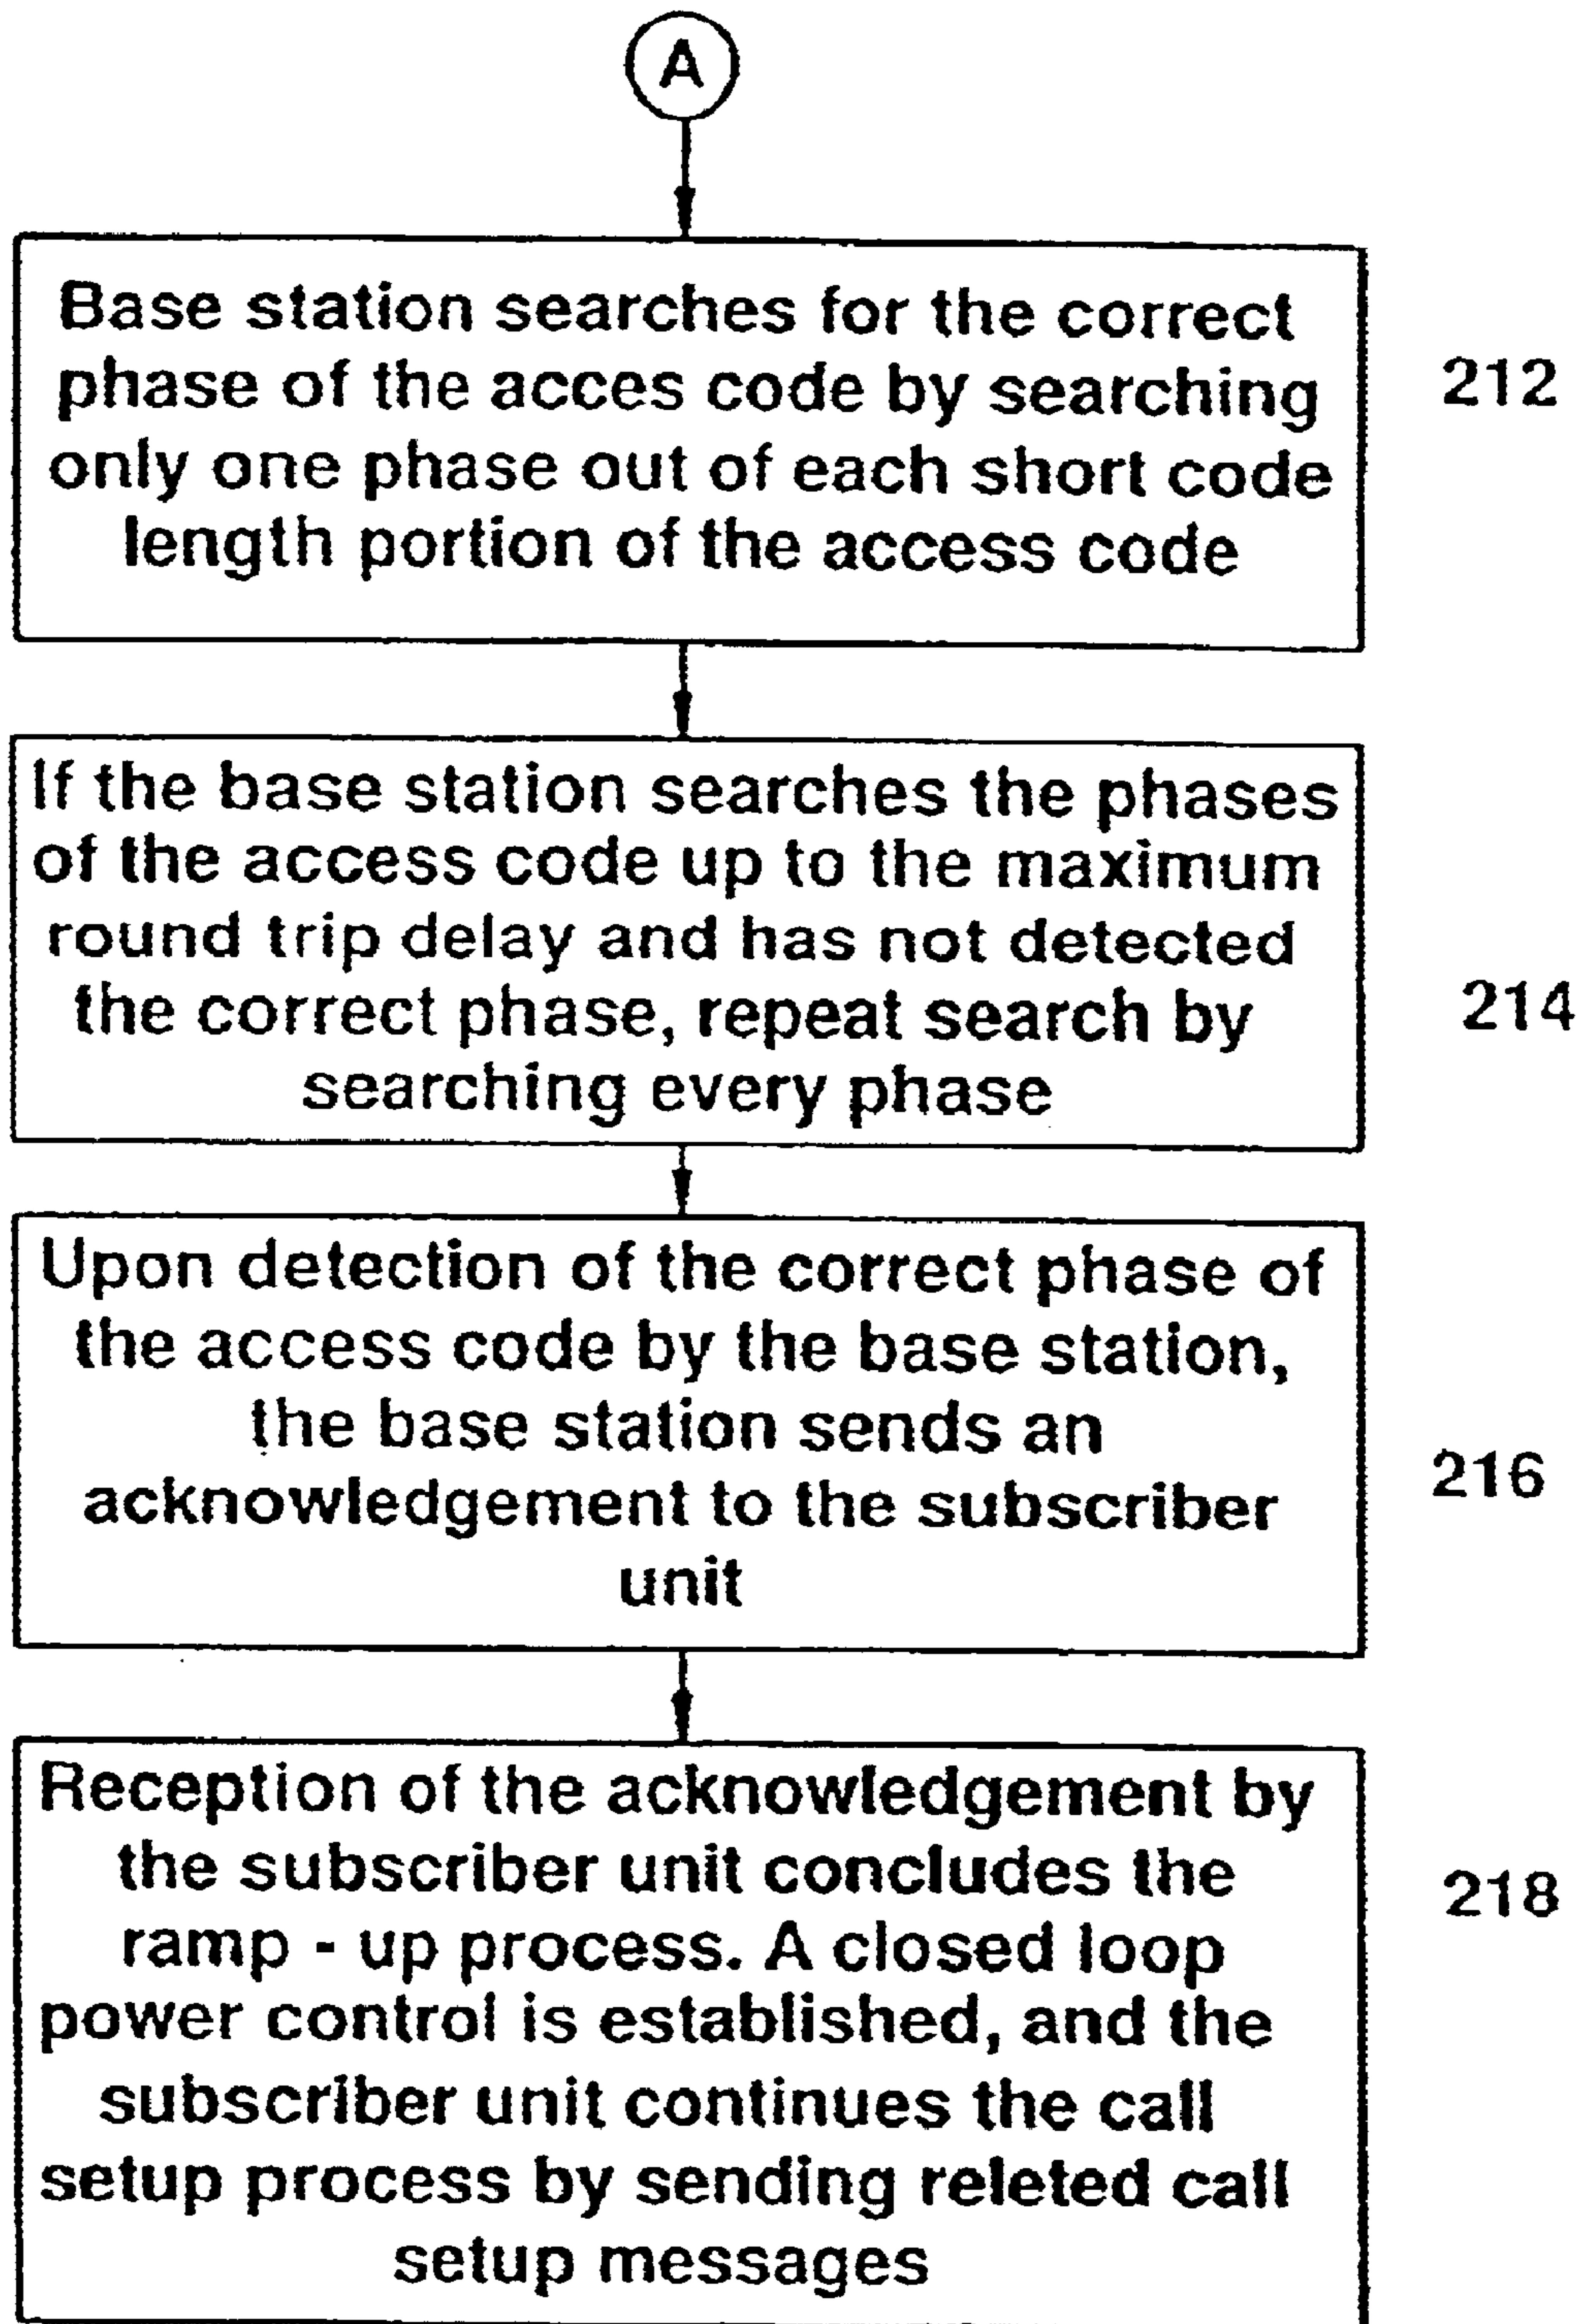 A
Base station searches for the correct
phase of the acces code by searching
only one phase out of each short code
length portion of the access code
212
If the base station searches the phases
of the access code up to the maximum
round trip delay and has not detected
the correct phase, repeat search by
searching every phase
214
Upon detection of the correct phase of
the access code by the base station,
the base station sends an
acknowledgement to the subscriber
unit
216
Reception of the acknowledgement by
the subscriber unit concludes the
ramp - up process. A closed loop
power control is established, and the
subscriber unit continues the call
setup process by sending releted call
setup messages
218